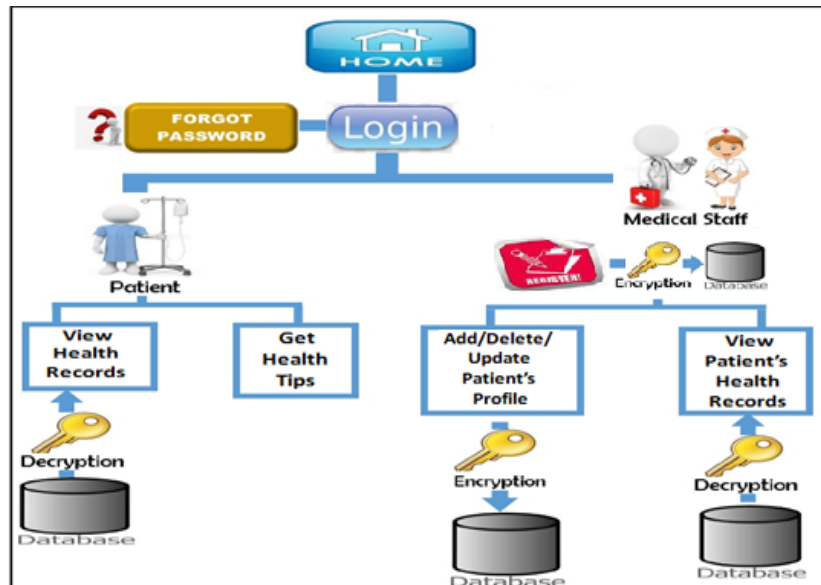 HOME
FORGOT
PASSWORD
Login
Medical Staff
REGISTER!
Encryption
Database
Patient
View
Health
Records
Get
Health
Tips
Add/Delete/
Update
Patient's
Profile
View
Patient's
Health
Records
Decryption
Database
Encryption
Database
Decryption
Database